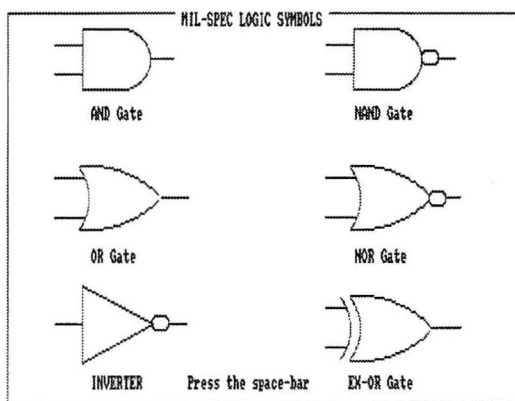 MIL-SPEC LOGIC SYMBOLS
AND Gate NAND Gate
OR Gate NOR Gate
INVERTER Press the space-bar EX-OR Gate